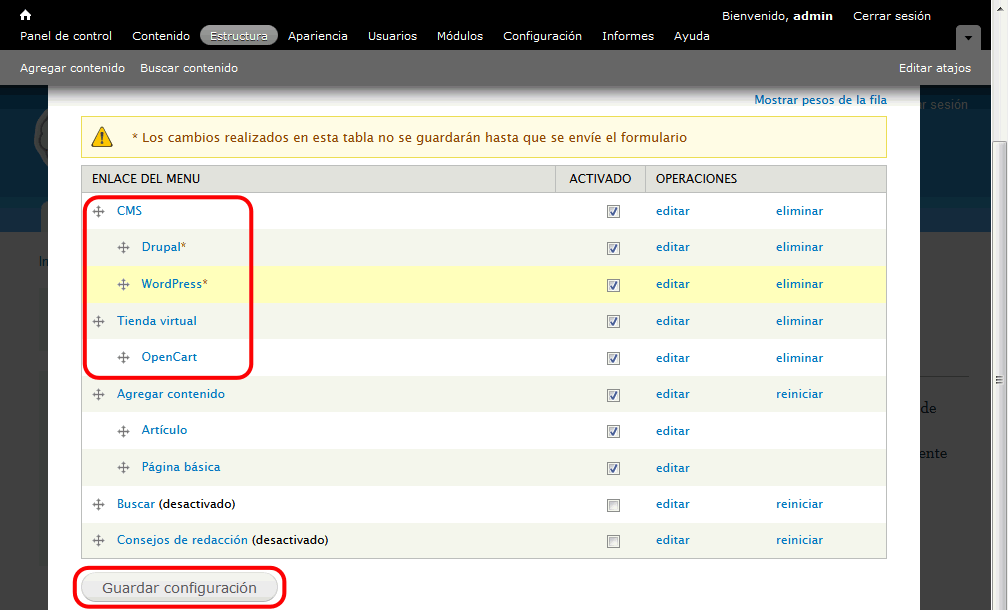 Bienvenido, admin Cerrar sesión
Panel de control Contenido Estructura Apariencia Usuarios Módulos Configuración Informes Ayuda
Agregar contenido Buscar contenido Editar atajos
Mostrar pesos de la fila
sesión
* Los cambios realizados en esta tabla no se guardarán hasta que se envíe el formulario
ENLACE DEL MENU ACTIVADO OPERACIONES
CMS editar eliminar
Drupal* editar eliminar
WordPress* editar eliminar
Tienda virtual editar eliminar
OpenCart editar eliminar
Agregar contenido editar reiniciar
de
Artículo editar
ente
Página básica editar
Buscar (desactivado) editar reiniciar
Consejos de redacción (desactivado) editar reiniciar
Guardar configuración